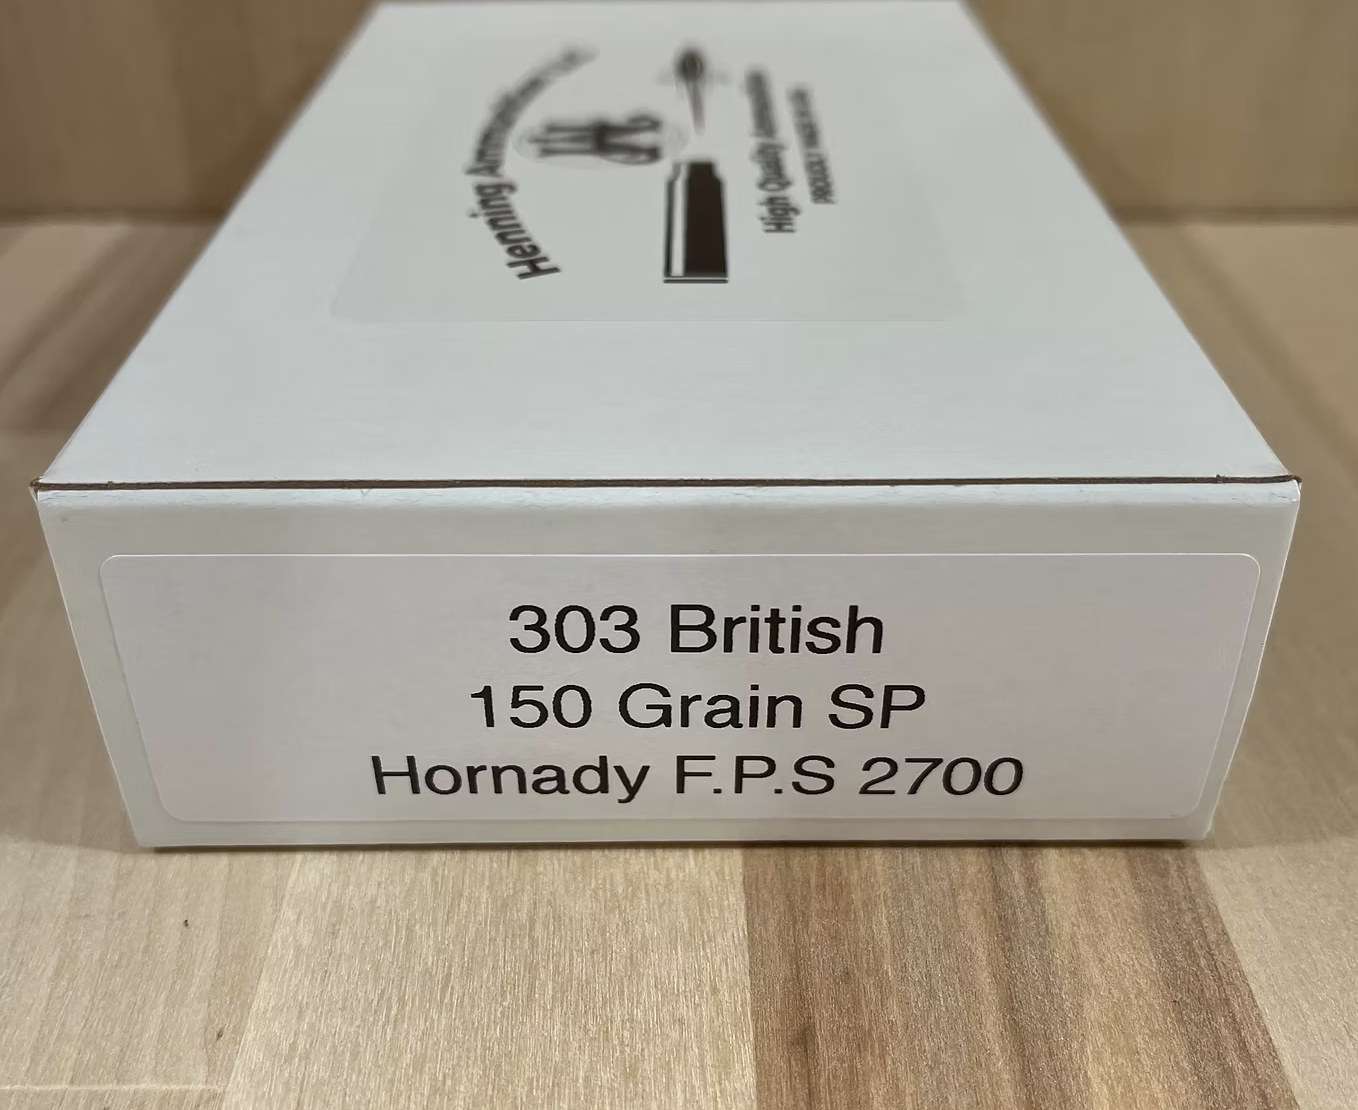 Henning Ammunition
High Quality Ammunition
303 British
150 Grain SP
Hornady F.P.S 2700